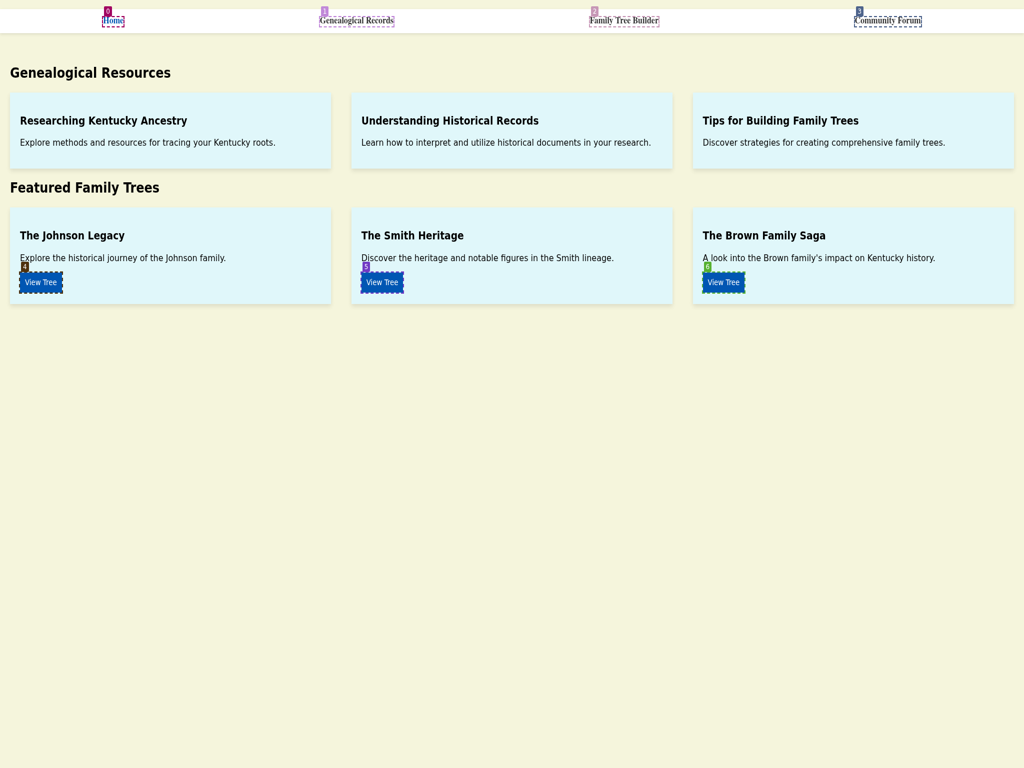 0
1
2
3
Home
Genealogical Records
Family Tree Builder
Community Forum
Genealogical Resources
Researching Kentucky Ancestry
Explore methods and resources for tracing your Kentucky roots.
Understanding Historical Records
Learn how to interpret and utilize historical documents in your research.
Tips for Building Family Trees
Discover strategies for creating comprehensive family trees.
Featured Family Trees
The Johnson Legacy
Explore the historical journey of the Johnson family.
4
View Tree
The Smith Heritage
Discover the heritage and notable figures in the Smith lineage.
5
View Tree
The Brown Family Saga
A look into the Brown family's impact on Kentucky history.
6
View Tree